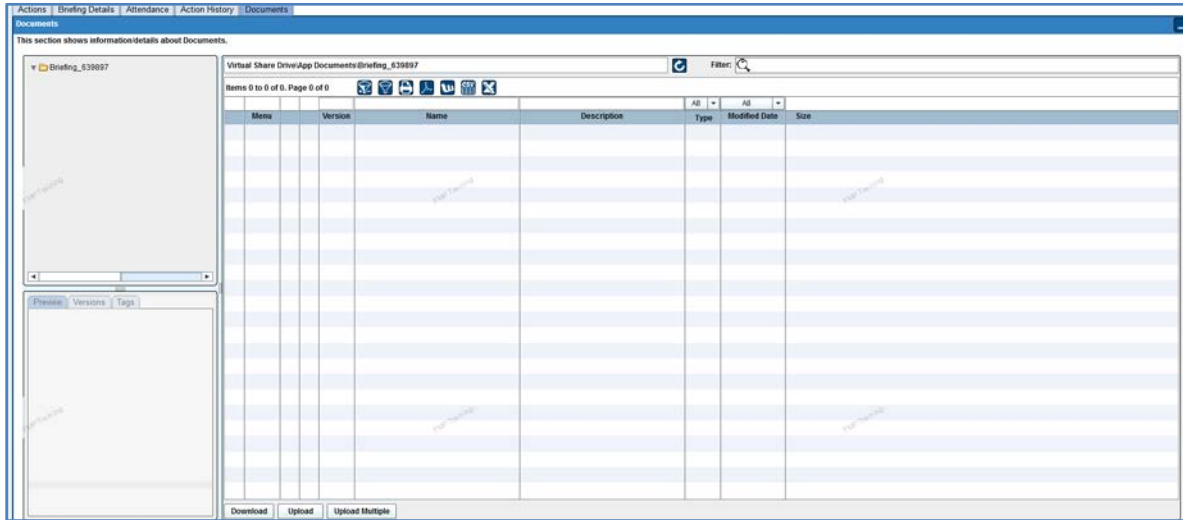 Actions Briefing Details Attendance Action History Documents
Documents
This section shows information/details about Documents.
Briefing_639897
Virtual Share Drive\App Documents\Briefing_639897 Filter:
Items 0 to 0 of 0. Page 0 of 0
All All
Menu Version Name Description Type Modified Date Size
Preview Versions Tags
Download Upload Upload Multiple